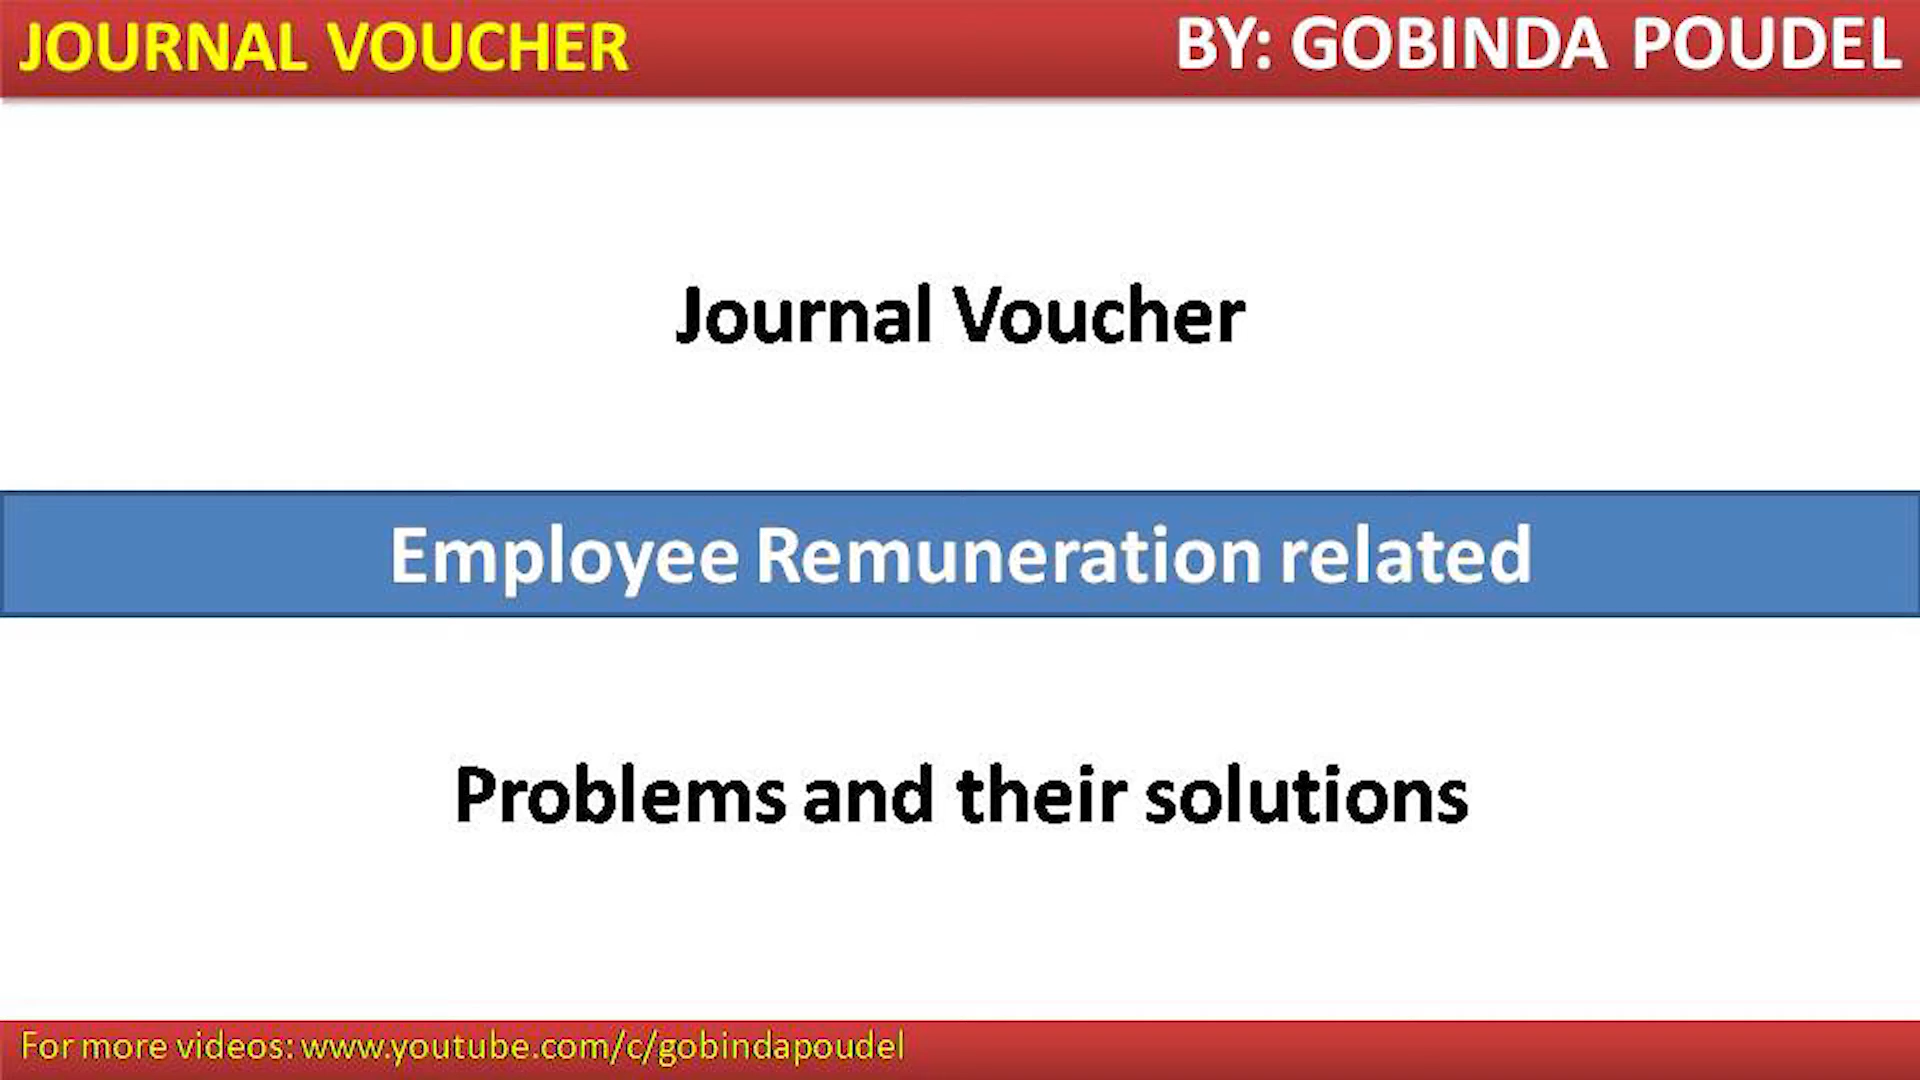 JOURNAL VOUCHER
BY: GOBINDA POUDEL
Journal Voucher
Employee Remuneration related
Problems and their solutions
For more videos: www.youtube.com/c/gobindapoudel